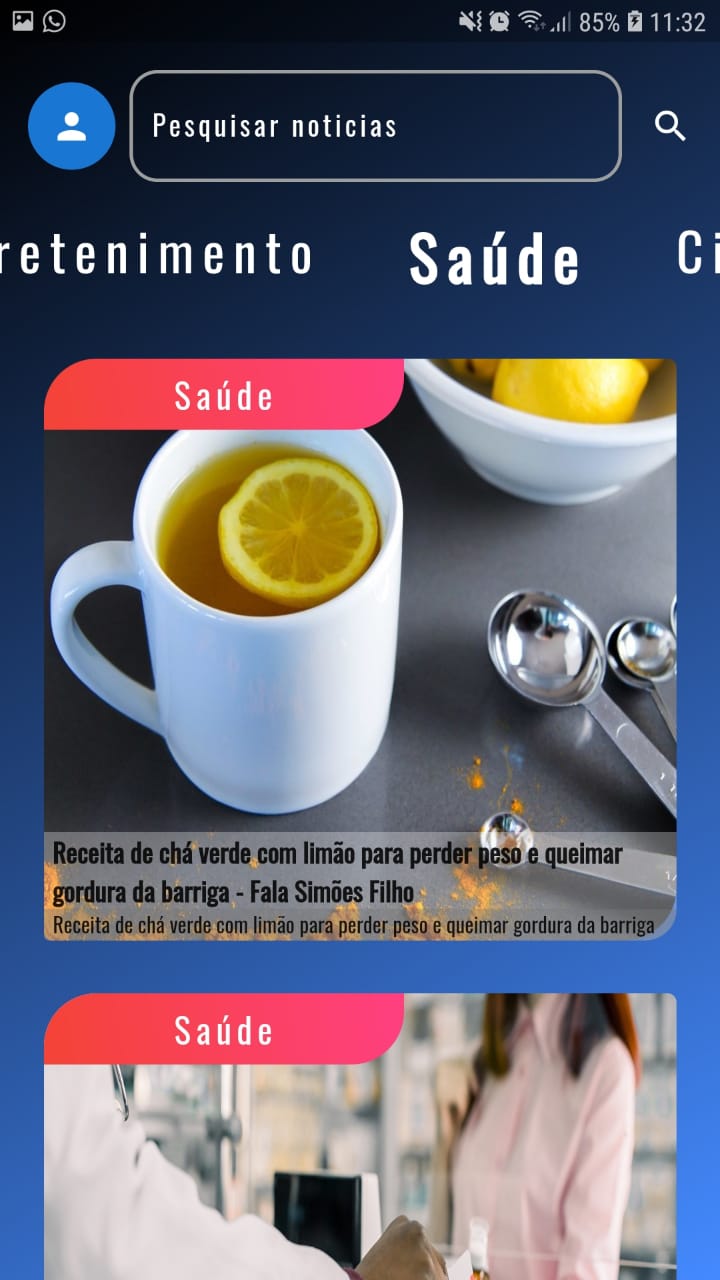 85% 11:32
Pesquisar noticias
retenimento Saúde Ci
Saúde
Receita de chá verde com limão para perder peso e queimar
gordura da barriga - Fala Simões Filho
Receita de chá verde com limão para perder peso e queimar gordura da barriga
Saúde